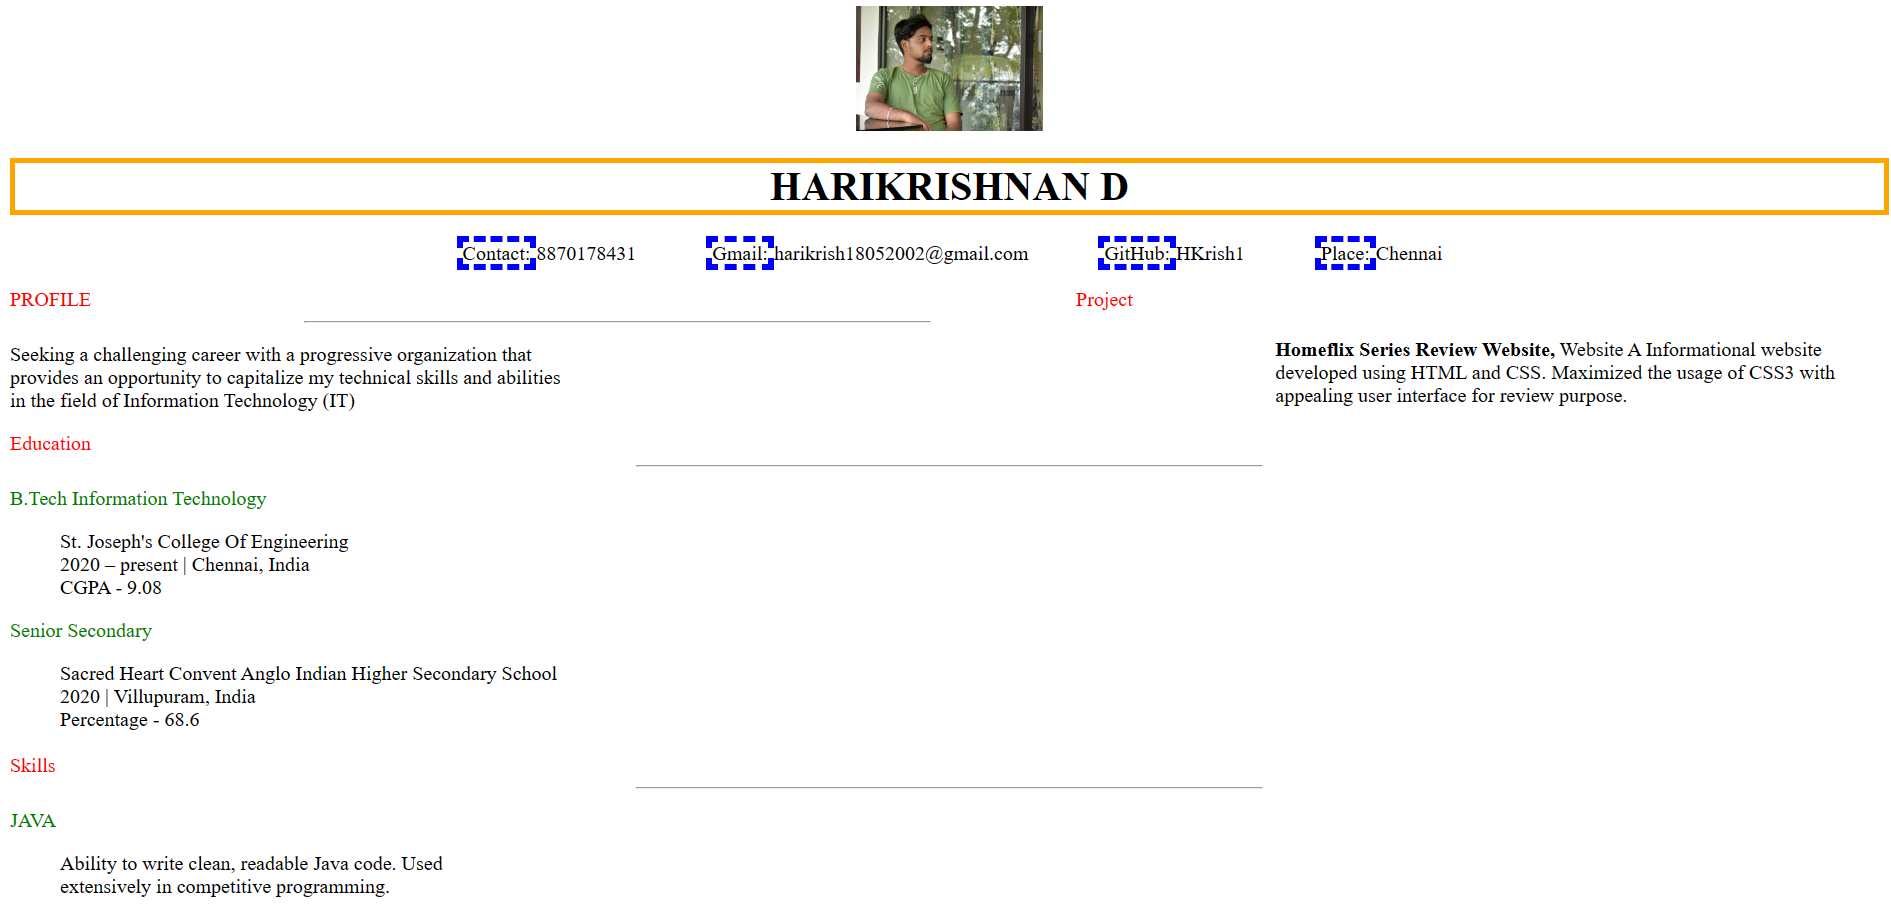 HARIKRISHNAN D
Contact: 8870178431 Gmail: harikrish18052002@gmail.com GitHub: HKrish1 Place: Chennai
PROFILE
Seeking a challenging career with a progressive organization that
provides an opportunity to capitalize my technical skills and abilities
in the field of Information Technology (IT)
Education
B.Tech Information Technology
St. Joseph's College Of Engineering
2020 – present | Chennai, India
CGPA - 9.08
Senior Secondary
Sacred Heart Convent Anglo Indian Higher Secondary School
2020 | Villupuram, India
Percentage - 68.6
Skills
JAVA
Ability to write clean, readable Java code. Used
extensively in competitive programming.
Project
Homeflix Series Review Website, Website A Informational website
developed using HTML and CSS. Maximized the usage of CSS3 with
appealing user interface for review purpose.